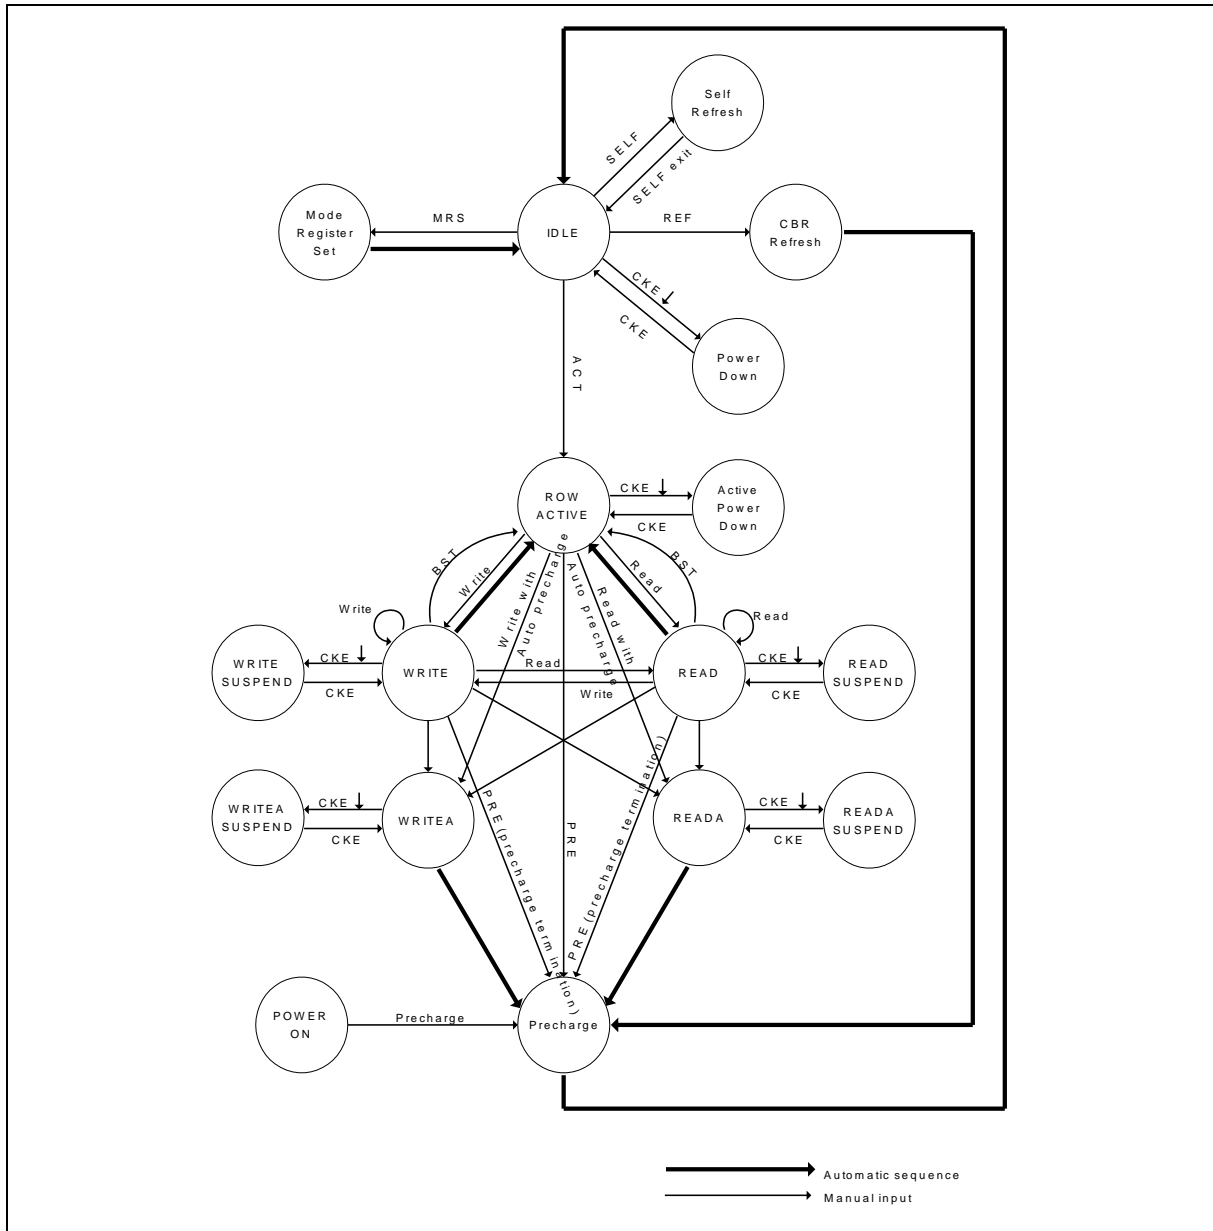 Self
Refresh
SELF
SELF exit
Mode
Register
Set
MRS
IDLE
REF
CBR
Refresh
CKE
CKE
Power
Down
ACT
ROW
ACTIVE
CKE
CKE
Active
Power
Down
BST
Write
Write with
Auto precharge
Auto precharge
Read with
Read
BST
Write
Read
WRITE
SUSPEND
CKE
CKE
WRITE
Read
Write
READ
CKE
CKE
READ
SUSPEND
WRITEA
SUSPEND
CKE
CKE
WRITEA
PRE (precharge termination)
PRE
PRE (precharge termination)
READA
CKE
CKE
READA
SUSPEND
POWER
ON
Precharge
Precharge
Automatic sequence
Manual input